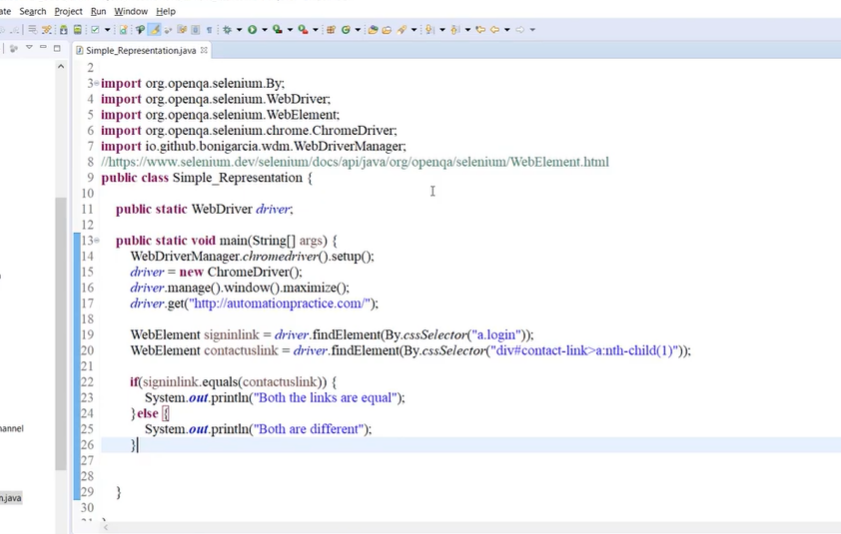 ate Search Project Run Window Help
Simple_Representation.java
2
3 import org.openqa.selenium.By;
4 import org.openqa.selenium.WebDriver;
5 import org.openqa.selenium.WebElement;
6 import org.openqa.selenium.chrome.ChromeDriver;
7 import io.github.bonigarcia.wdm.WebDriverManager;
8 //https://www.selenium.dev/selenium/docs/api/java/org/openqa/selenium/WebElement.html
9 public class Simple_Representation {
10
11 public static WebDriver driver;
12
13 public static void main(String[] args) {
14 WebDriverManager.chromedriver().setup();
15 driver = new ChromeDriver();
16 driver.manage().window().maximize();
17 driver.get("http://automationpractice.com/");
18
19 WebElement signinlink = driver.findElement(By.cssSelector("a.login"));
20 WebElement contactuslink = driver.findElement(By.cssSelector("div#contact-link>a:nth-child(1)"));
21
22 if(signinlink.equals(contactuslink)) {
23 System.out.println("Both the links are equal");
24 }else {
25 System.out.println("Both are different");
26 }
27
28
29 }
30
annel
n.java